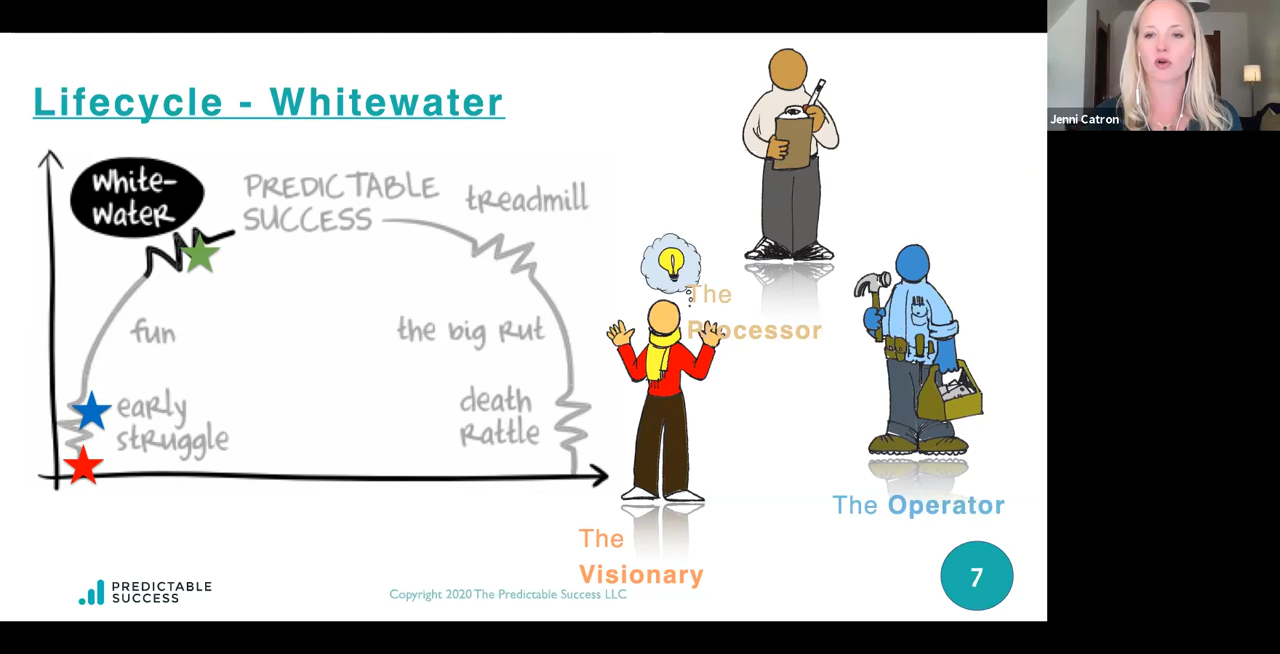 Lifecycle - Whitewater
White-
water
PREDICTABLE
SUCCESS
treadmill
fun
the big rut
early
struggle
death
rattle
The
Processor
The Operator
The
Visionary
PREDICTABLE
SUCCESS
Copyright 2020 The Predictable Success LLC
7
Jenni Catron